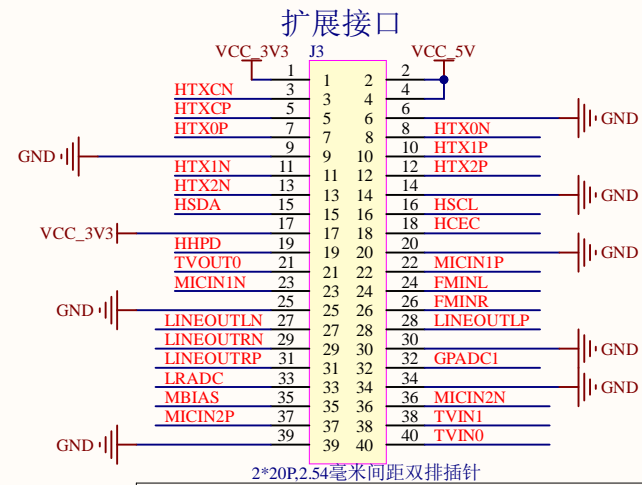 扩展接口
VCC_3V3 J3 VCC_5V
1 1 2 2
HTXCN 3 3 4 4
HTXCP 5 5 6 6 GND
HTX0P 7 7 8 8 HTX0N
GND 9 9 10 10 HTX1P
HTX1N 11 11 12 12 HTX2P
HTX2N 13 13 14 14 GND
HSDA 15 15 16 16 HSCL
VCC_3V3 17 17 18 18 HCEC
HHPD 19 19 20 20 GND
TVOUT0 21 21 22 22 MICIN1P
MICIN1N 23 23 24 24 FMINL
GND 25 25 26 26 FMINR
LINEOUTLN 27 27 28 28 LINEOUTLP
LINEOUTRN 29 29 30 30 GND
LINEOUTRP 31 31 32 32 GPADC1
LRADC 33 33 34 34 GND
MBIAS 35 35 36 36 MICIN2N
MICIN2P 37 37 38 38 TVIN1
GND 39 39 40 40 TVIN0
2*20P,2.54毫米间距双排插针